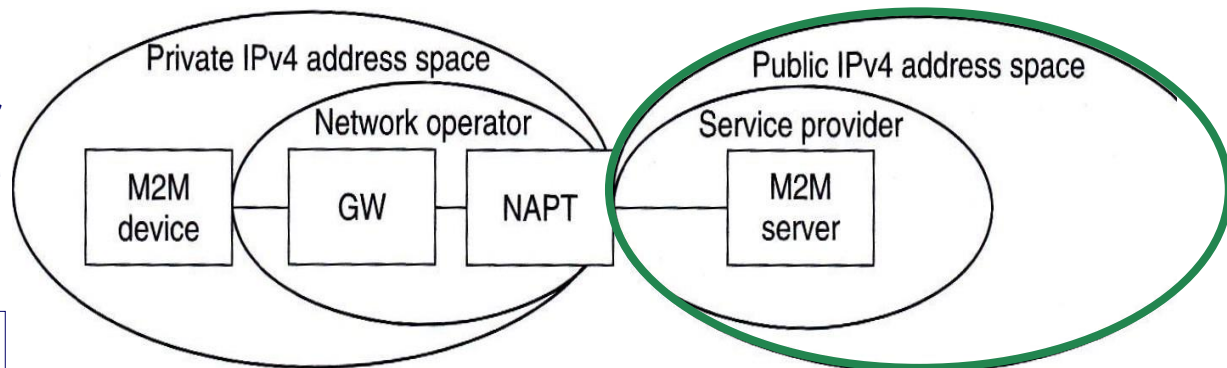 Private IPv4 address space
Public IPv4 address space
Network operator
Service provider
M2M
device
GW
NAPT
M2M
server